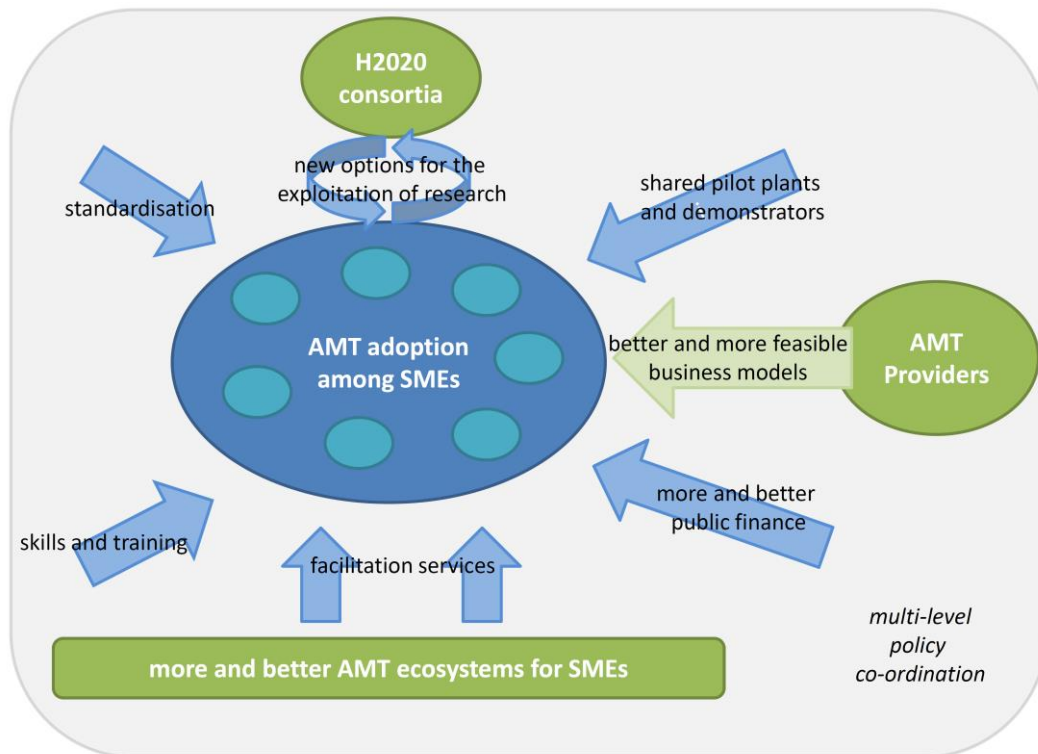 H2020
consortia
new options for the
exploitation of research
standardisation
shared pilot plants
and demonstrators
AMT adoption
among SMEs
better and more feasible
business models
AMT
Providers
more and better
public finance
skills and training
facilitation services
more and better AMT ecosystems for SMEs
multi-level
policy
co-ordination